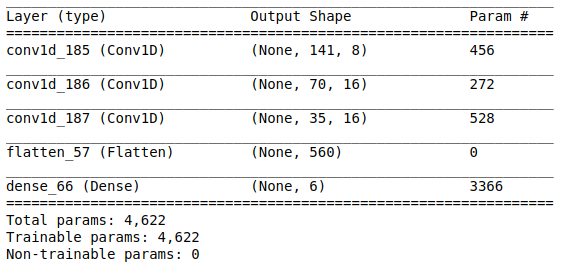 Layer (type) Output Shape Param #
conv1d_185 (Conv1D) (None, 141, 8) 456
conv1d_186 (Conv1D) (None, 70, 16) 272
conv1d_187 (Conv1D) (None, 35, 16) 528
flatten_57 (Flatten) (None, 560) 0
dense_66 (Dense) (None, 6) 3366
Total params: 4,622
Trainable params: 4,622
Non-trainable params: 0